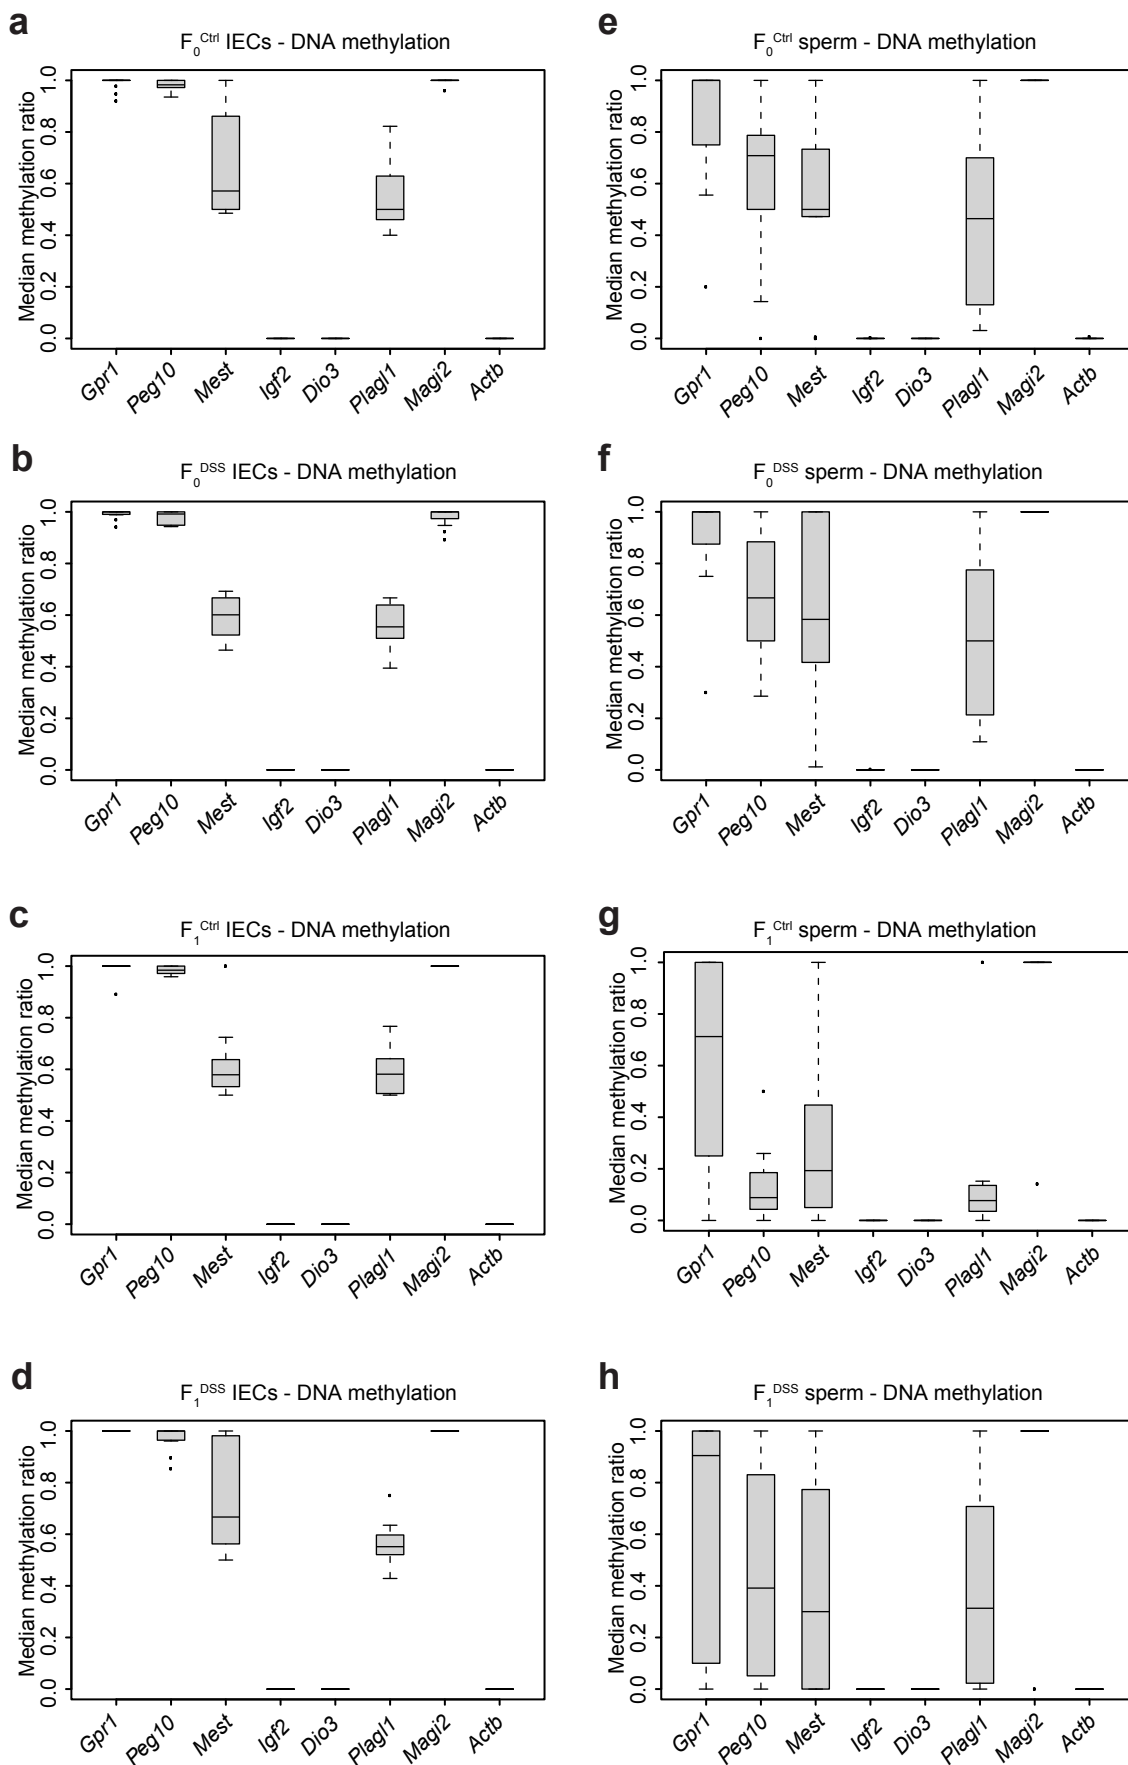 a
F0Ctrl IECs - DNA methylation
Median methylation ratio
1.0
0.8
0.6
0.4
0.2
0.0
Gpr1 Peg10 Mest Igf2 Dio3 Plagl1 Magi2 Actb
e
F0Ctrl sperm - DNA methylation
Median methylation ratio
1.0
0.8
0.6
0.4
0.2
0.0
Gpr1 Peg10 Mest Igf2 Dio3 Plagl1 Magi2 Actb
b
F0DSS IECs - DNA methylation
Median methylation ratio
1.0
0.8
0.6
0.4
0.2
0.0
Gpr1 Peg10 Mest Igf2 Dio3 Plagl1 Magi2 Actb
f
F0DSS sperm - DNA methylation
Median methylation ratio
1.0
0.8
0.6
0.4
0.2
0.0
Gpr1 Peg10 Mest Igf2 Dio3 Plagl1 Magi2 Actb
c
F1Ctrl IECs - DNA methylation
Median methylation ratio
1.0
0.8
0.6
0.4
0.2
0.0
Gpr1 Peg10 Mest Igf2 Dio3 Plagl1 Magi2 Actb
g
F1Ctrl sperm - DNA methylation
Median methylation ratio
1.0
0.8
0.6
0.4
0.2
0.0
Gpr1 Peg10 Mest Igf2 Dio3 Plagl1 Magi2 Actb
d
F1DSS IECs - DNA methylation
Median methylation ratio
1.0
0.8
0.6
0.4
0.2
0.0
Gpr1 Peg10 Mest Igf2 Dio3 Plagl1 Magi2 Actb
h
F1DSS sperm - DNA methylation
Median methylation ratio
1.0
0.8
0.6
0.4
0.2
0.0
Gpr1 Peg10 Mest Igf2 Dio3 Plagl1 Magi2 Actb